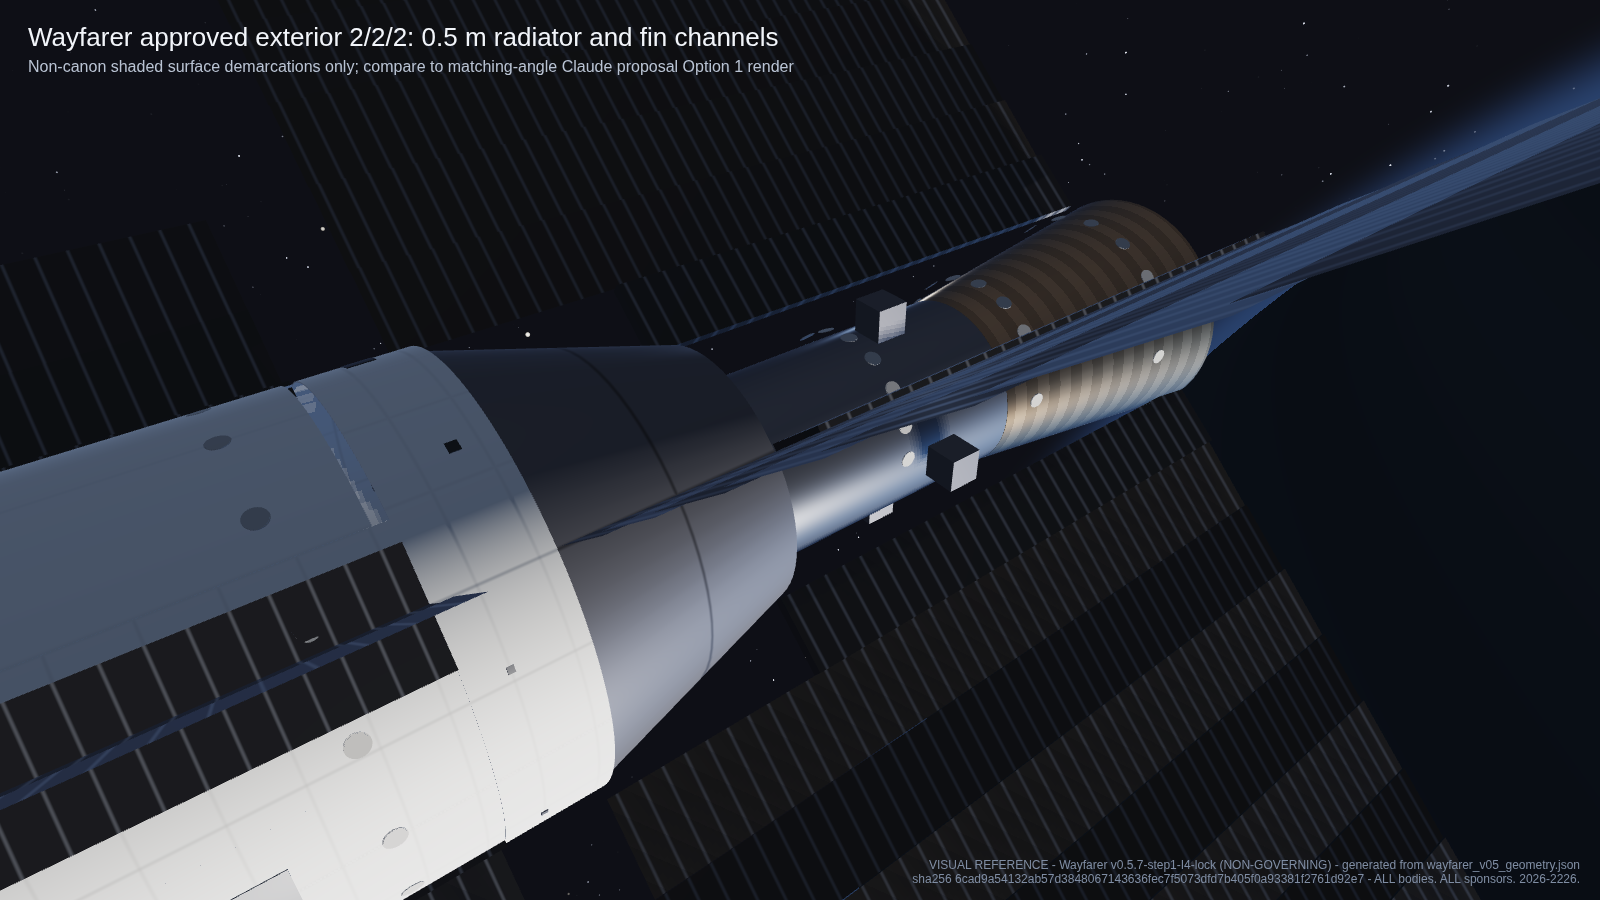 Wayfarer approved exterior 2/2/2: 0.5 m radiator and fin channels
Non-canon shaded surface demarcations only; compare to matching-angle Claude proposal Option 1 render
VISUAL REFERENCE - Wayfarer v0.5.7-step1-I4-lock (NON-GOVERNING) - generated from wayfarer_v05_geometry.json
sha256 6cad9a54132ab57d3848067143636fec7f5073dfd7b405f0a93381f2761d92e7 - ALL bodies. ALL sponsors. 2026-2226.